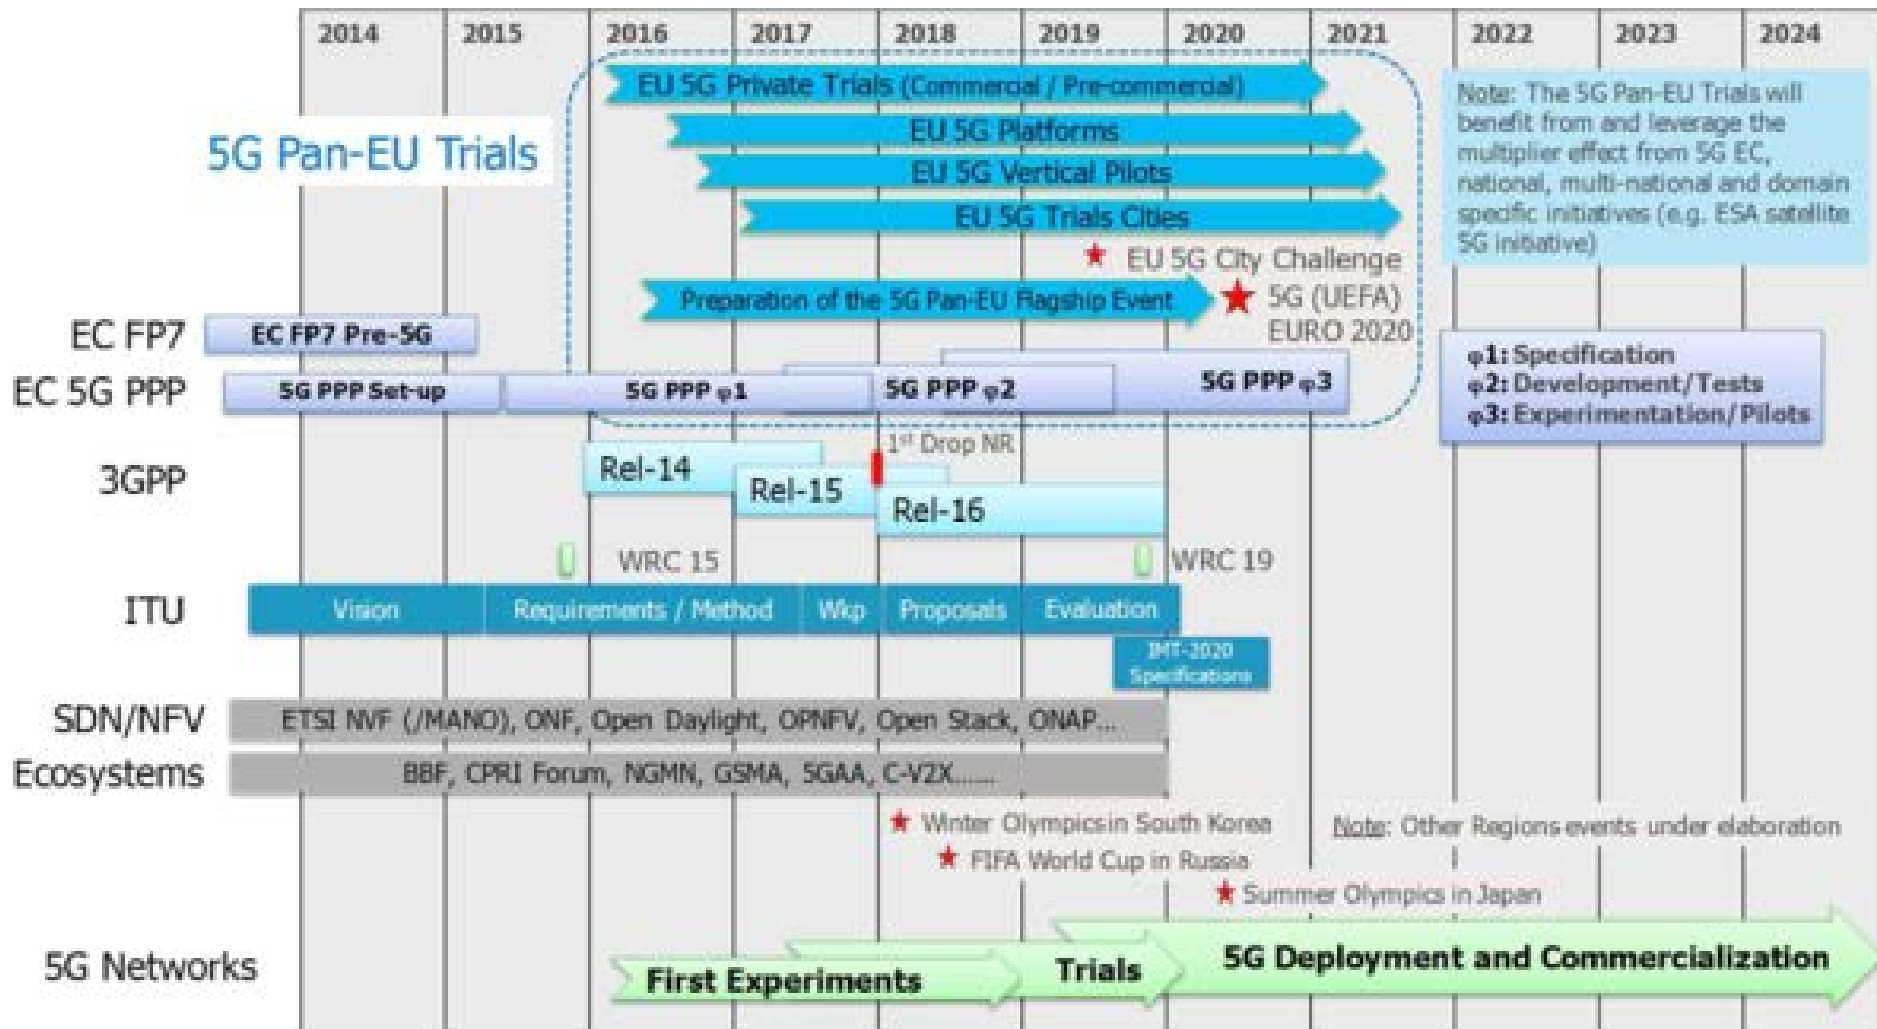 2014 2015 2016 2017 2018 2019 2020 2021 2022 2023 2024
EU 5G Private Trials (Commercial / Pre-commercial)
EU 5G Platforms
5G Pan-EU Trials
EU 5G Vertical Pilots
EU 5G Trials Cities
EU 5G City Challenge
Preparation of the 5G Pan-EU Flagship Event
5G (UEFA)
EURO 2020
Note: The 5G Pan-EU Trials will
benefit from and leverage the
multiplier effect from 5G EC,
national, multi-national and domain
specific initiatives (e.g. ESA satellite
5G initiative)
EC FP7
EC FP7 Pre-5G
EC 5G PPP
5G PPP Set-up
5G PPP φ1
5G PPP φ2
5G PPP φ3
φ1: Specification
φ2: Development/Tests
φ3: Experimentation/Pilots
3GPP
1st Drop NR
Rel-14
Rel-15
Rel-16
WRC 15
WRC 19
ITU
Vision
Requirements / Method
Wkp
Proposals
Evaluation
IMT-2020
Specifications
SDN/NFV
ETSI NVF (/MANO), ONF, Open Daylight, OPNFV, Open Stack, ONAP...
Ecosystems
BBF, CPRI Forum, NGMN, GSMA, 5GAA, C-V2X......
Winter Olympics in South Korea
Note: Other Regions events under elaboration
FIFA World Cup in Russia
Summer Olympics in Japan
5G Networks
First Experiments
Trials
5G Deployment and Commercialization